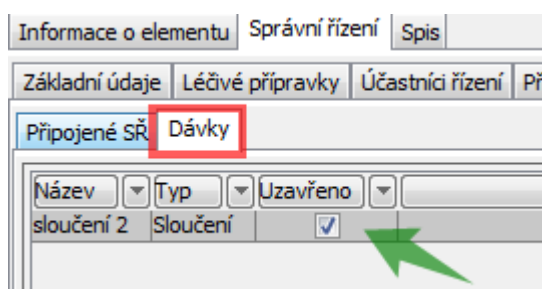 Informace o elementu Správní řízení Spis
Základní údaje Léčivé přípravky Účastníci řízení Př
Připojené SŘ Dávky
Název Typ Uzavřeno
sloučení 2 Sloučení